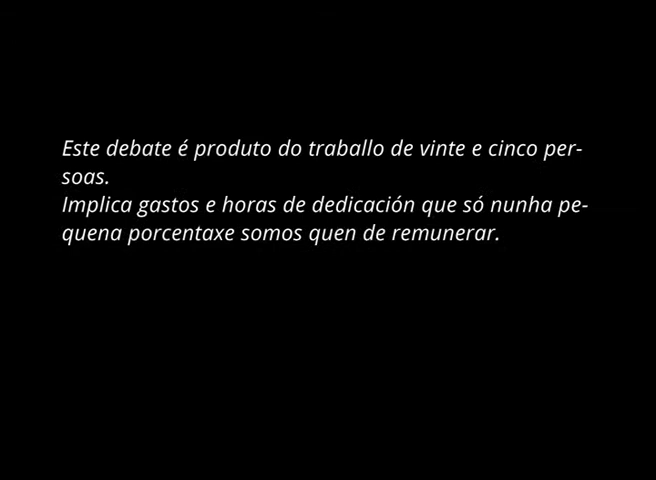 Este debate é produto do traballo de vinte e cinco per-
soas.
Implica gastos e horas de dedicación que só nunha pe-
quena porcentaxe somos quen de remunerar.